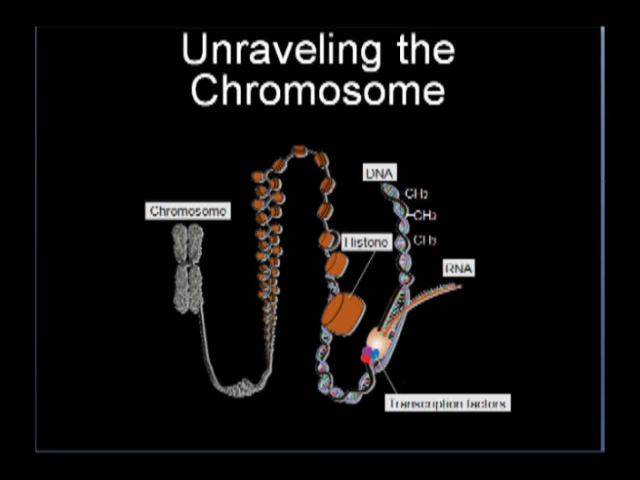 Unraveling the
Chromosome
DNA
CH3
Chromosome
CH3
CH3
Histone
RNA
Transcription factors